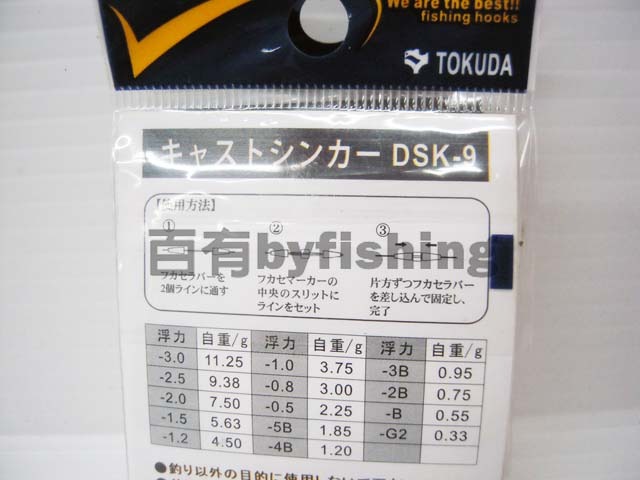 We are the best!!
fishing hooks
TOKUDA
キャストシンカー DSK-9
【使用方法】
① ② ③
百有byfishing
フカセラバーを
2個ラインに通す
フカセマーカーの
中央のスリットに
ラインをセット
片方ずつフカセラバー
を差し込んで固定し、
完了
浮力 自重/g 浮力 自重/g 浮力 自重/g
-3.0 11.25 -1.0 3.75 -3B 0.95
-2.5 9.38 -0.8 3.00 -2B 0.75
-2.0 7.50 -0.5 2.25 -B 0.55
-1.5 5.63 -5B 1.85 -G2 0.33
-1.2 4.50 -4B 1.20
●釣り以外の目的に使用しないで下さい